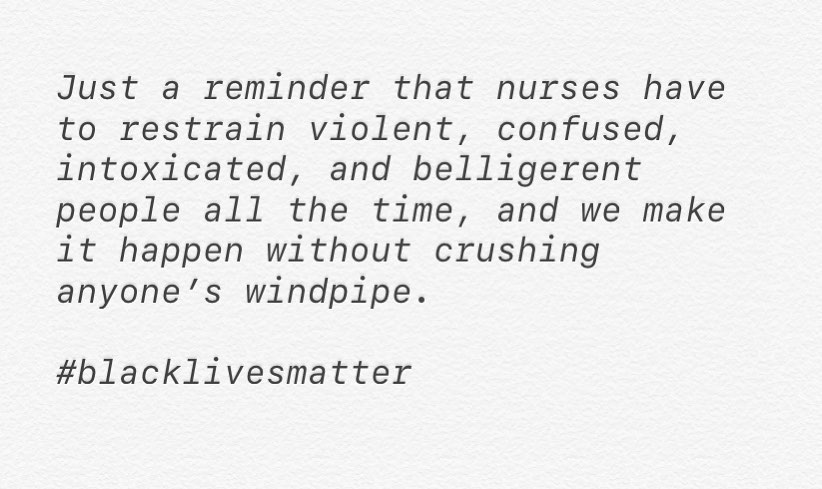 Just a reminder that nurses have
to restrain violent, confused,
intoxicated, and belligerent
people all the time, and we make
it happen without crushing
anyone’s windpipe.
#blacklivesmatter